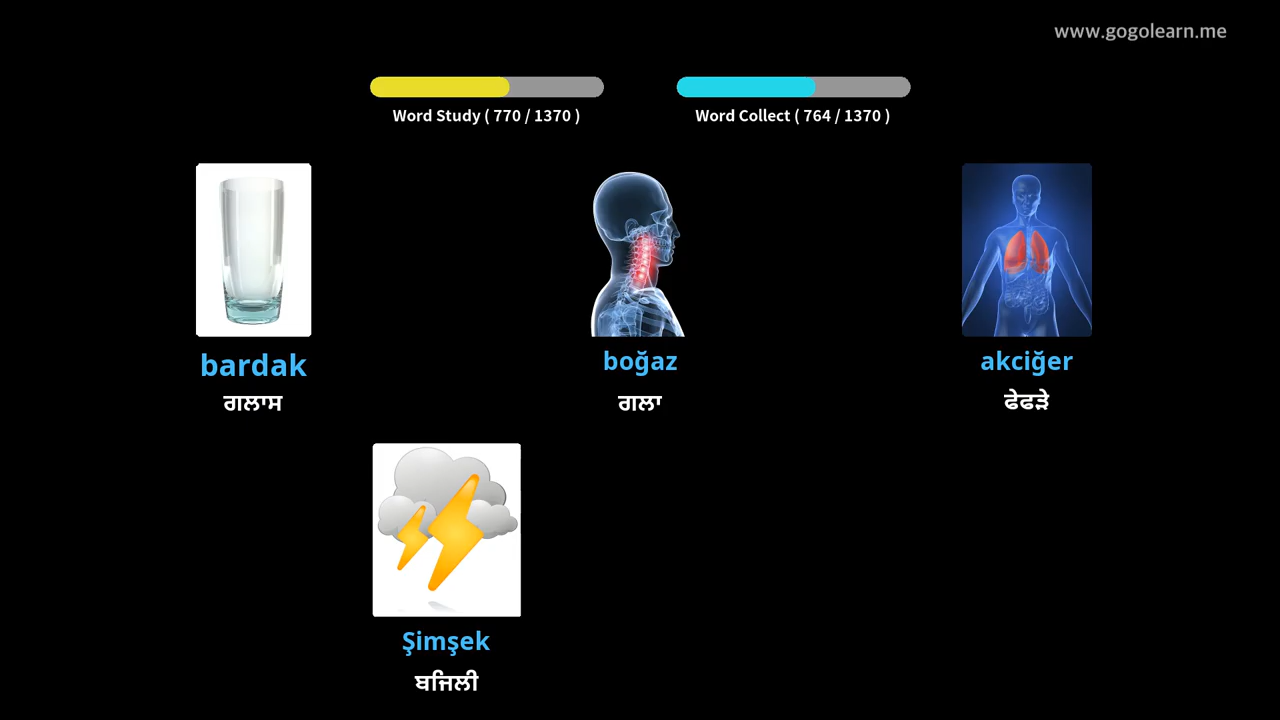 www.gogolearn.me
Word Study ( 770 / 1370 )
Word Collect ( 764 / 1370 )
bardak
boğaz
akciğer
ਗਲਾਸ
ਗਲਾ
ਫੇਫੜੇ
Şimşek
ਬਜਿਲੀ